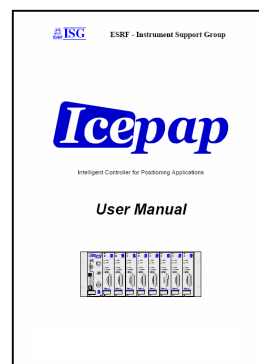 ISG ESRF - Instrument Support Group
Icepap
Intelligent Controller for Positioning Applications
User Manual